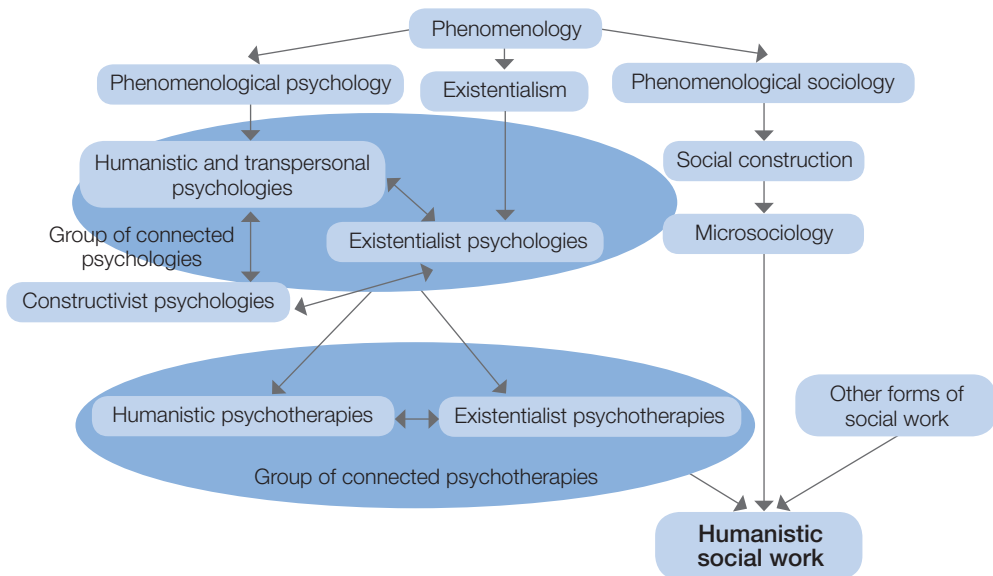 Phenomenology
Phenomenological psychology
Existentialism
Phenomenological sociology
Humanistic and transpersonal
psychologies
Social construction
Group of connected
psychologies
Existentialist psychologies
Microsociology
Constructivist psychologies
Humanistic psychotherapies
Existentialist psychotherapies
Other forms of
social work
Group of connected psychotherapies
Humanistic
social work